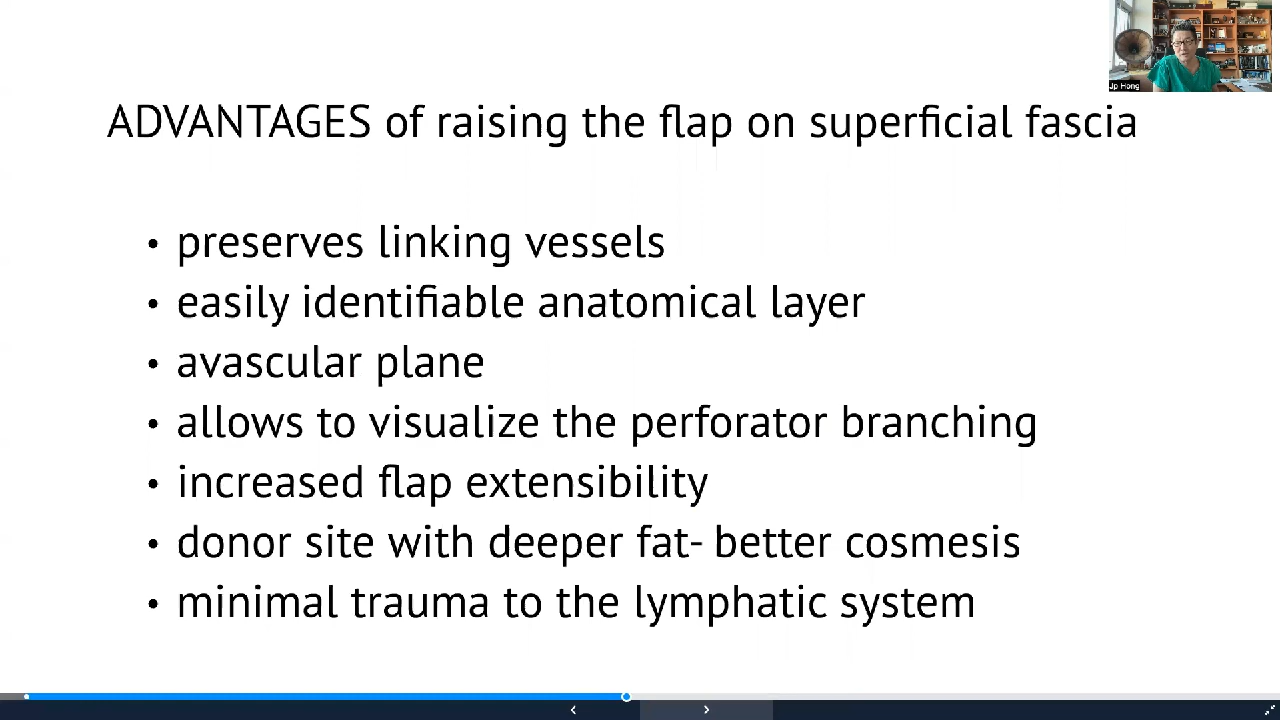 Jp Hong
ADVANTAGES of raising the flap on superficial fascia
• preserves linking vessels
• easily identifiable anatomical layer
• avascular plane
• allows to visualize the perforator branching
• increased flap extensibility
• donor site with deeper fat- better cosmesis
• minimal trauma to the lymphatic system